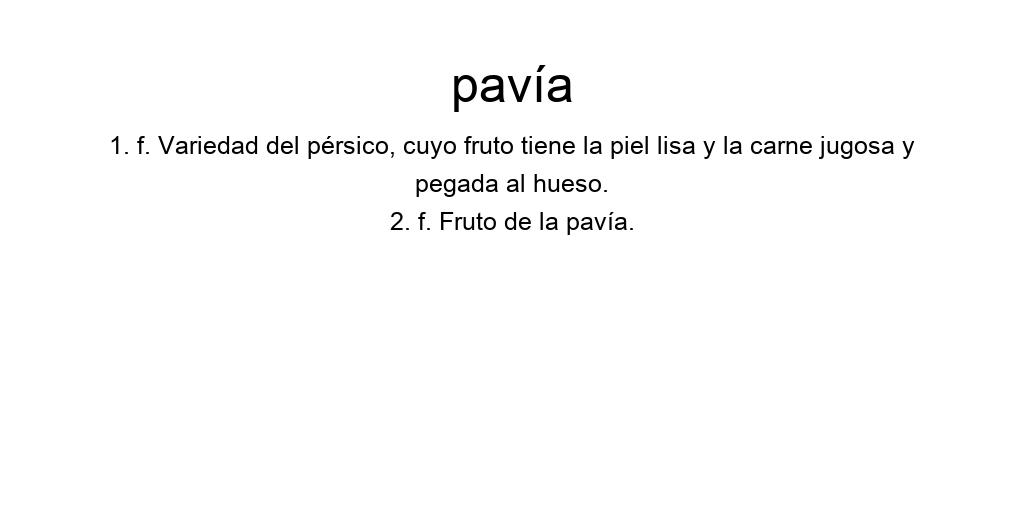 pavía
1. f. Variedad del pérsico, cuyo fruto tiene la piel lisa y la carne jugosa y
pegada al hueso.
2. f. Fruto de la pavía.